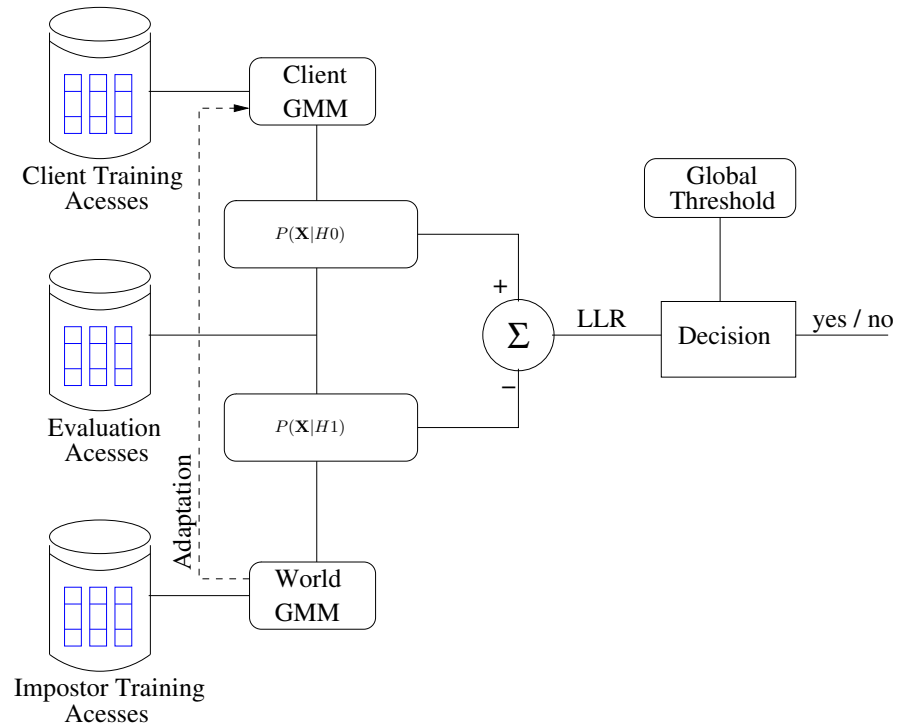 Client
GMM
Client Training
Acesses
Global
Threshold
P(X|H0)
+
Σ
LLR
Decision
yes / no
−
Evaluation
Acesses
P(X|H1)
Adaptation
World
GMM
Impostor Training
Acesses